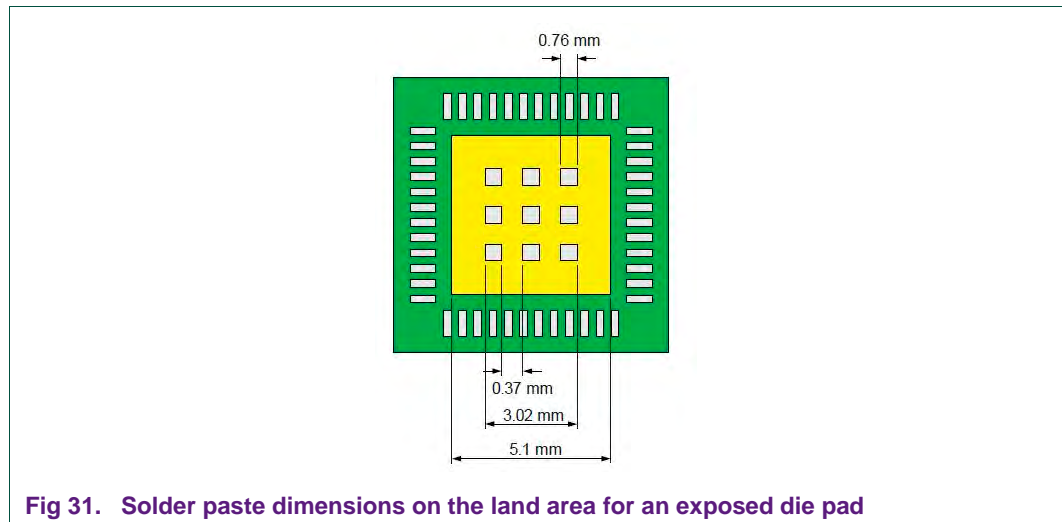 0.76 mm
0.37 mm
3.02 mm
5.1 mm
Fig 31. Solder paste dimensions on the land area for an exposed die pad